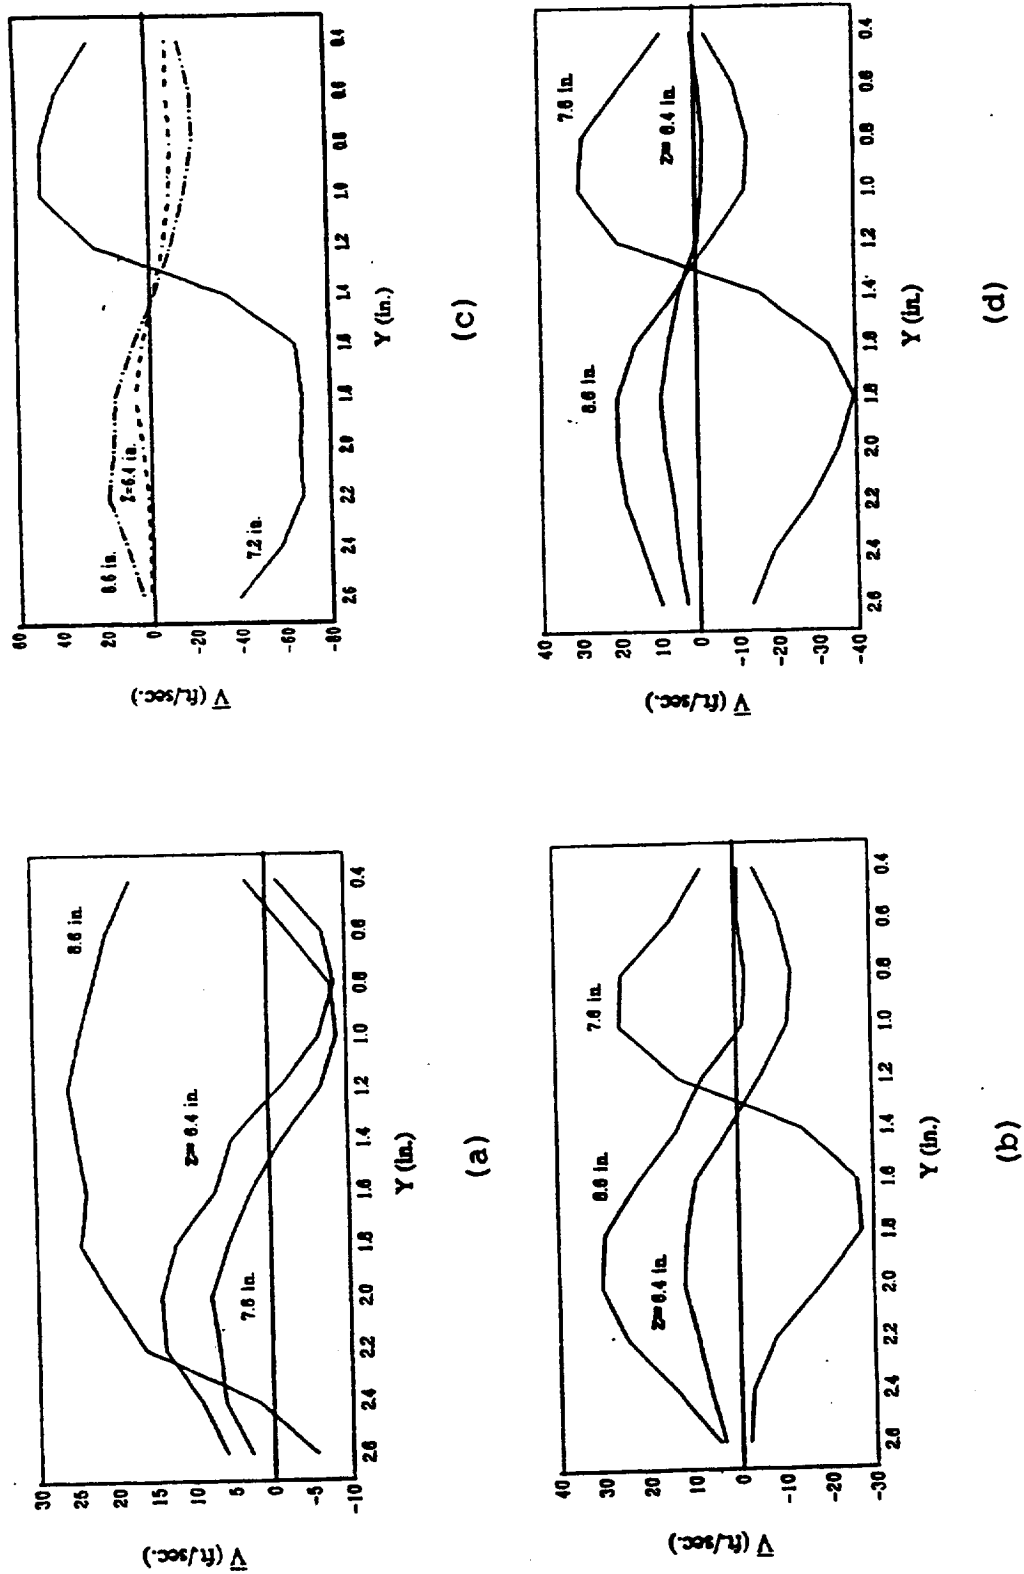 30
25
20
15
10
5
0
-5
-10
V̅ (ft./sec.)
8.6 in.
z= 6.4 in.
7.6 in.
2.6 2.4 2.2 2.0 1.8 1.6 1.4 1.2 1.0 0.8 0.6 0.4
Y (in.)
(a)
60
40
20
0
-20
-40
-60
-80
V̅ (ft./sec.)
8.6 in.
z=6.4 in.
7.2 in.
2.6 2.4 2.2 2.0 1.8 1.6 1.4 1.2 1.0 0.8 0.6 0.4
Y (in.)
(c)
40
30
20
10
0
-10
-20
-30
V̅ (ft./sec.)
8.6 in.
z= 6.4 in.
7.6 in.
2.6 2.4 2.2 2.0 1.8 1.6 1.4 1.2 1.0 0.8 0.6 0.4
Y (in.)
(b)
40
30
20
10
0
-10
-20
-30
-40
V̅ (ft./sec.)
8.6 in.
z= 6.4 in.
7.6 in.
2.6 2.4 2.2 2.0 1.8 1.6 1.4 1.2 1.0 0.8 0.6 0.4
Y (in.)
(d)